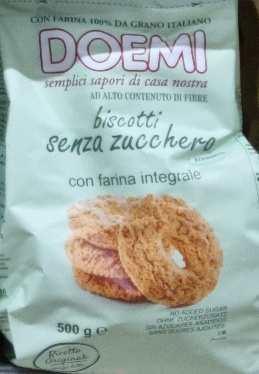 CON FARINA 100% DA GRANO ITALIANO
DOEMI
semplici sapori di casa nostra
AD ALTO CONTENUTO DI FIBRE
biscotti
senza zucchero
con farina integrale
NO ADDED SUGAR
OHNE ZUCKERZUSATZ
SIN AZÚCARES AÑADIDOS
SANS SUCRES AJOUTÉS
500 g e
Ricetta
Originale